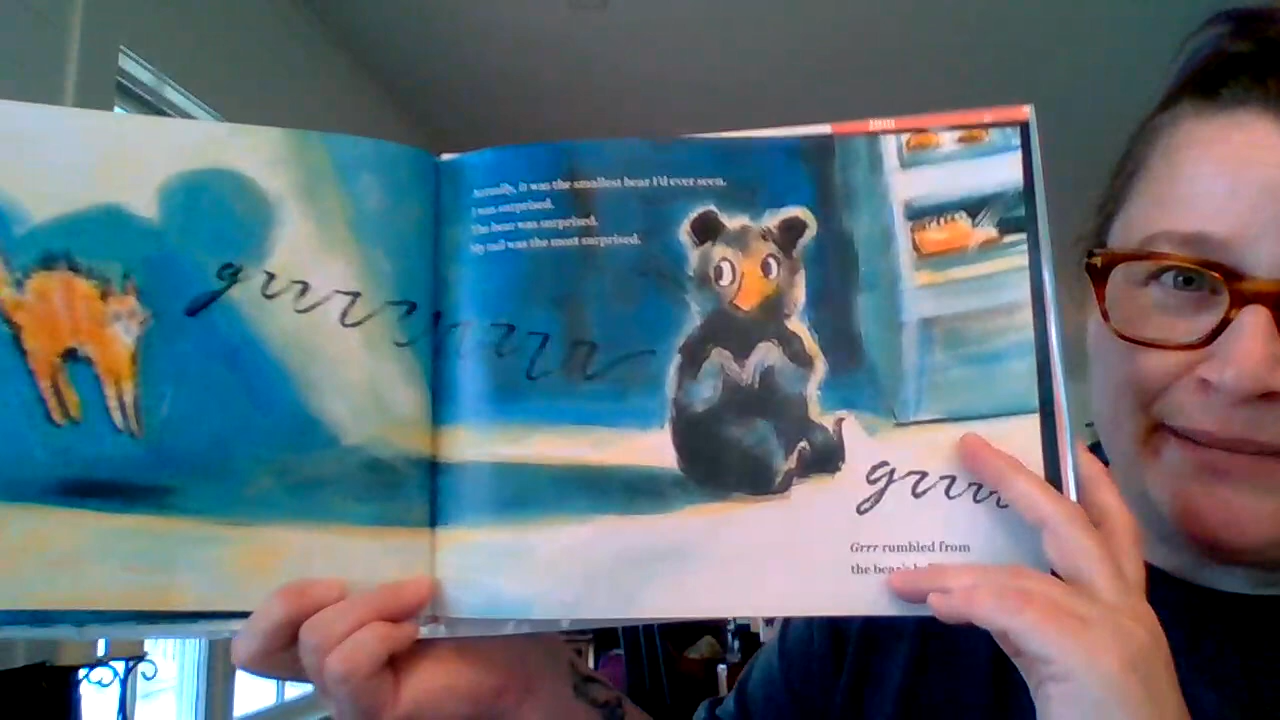 grrrrrrrr
Actually, it was the smallest bear I'd ever seen.
I was surprised.
The bear was surprised.
My tail was the most surprised.
grrrr
Grrr rumbled from
the bear's